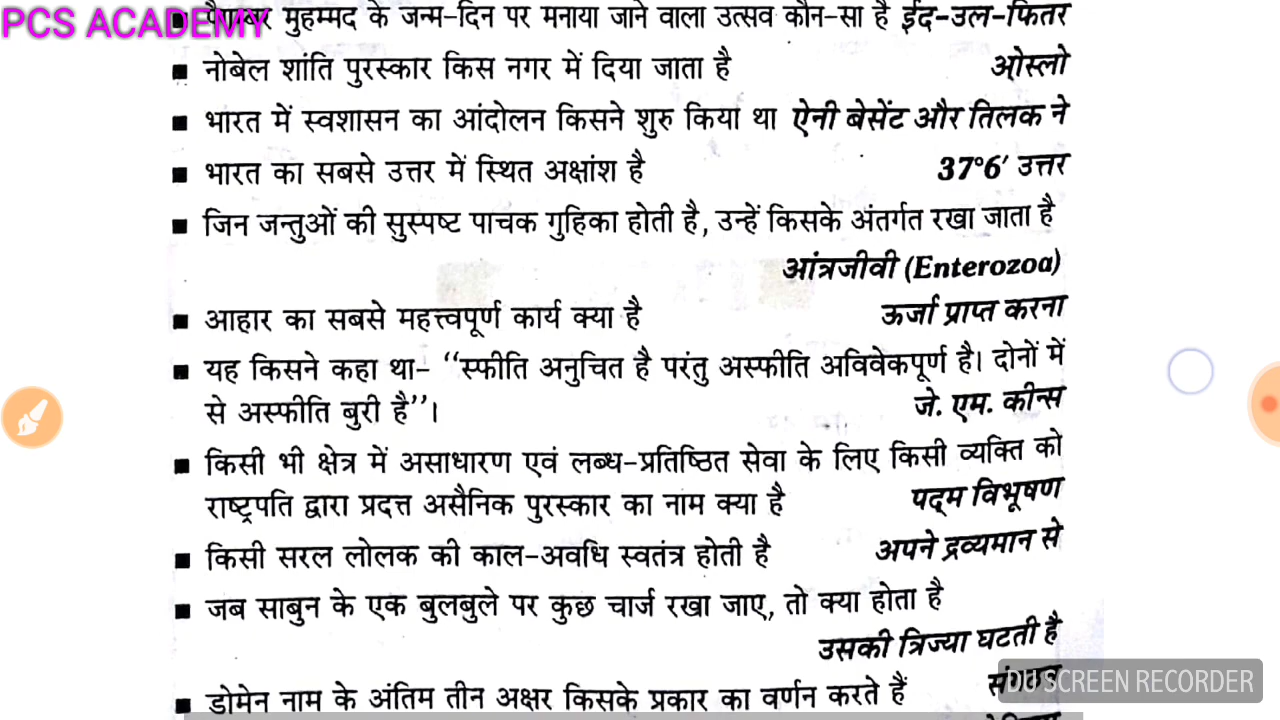 PCS ACADEMY
■ पैगम्बर मुहम्मद के जन्म-दिन पर मनाया जाने वाला उत्सव कौन-सा है ईद-उल-फितर
■ नोबेल शांति पुरस्कार किस नगर में दिया जाता है ओ्स्लो
■ भारत में स्वशासन का आंदोलन किसने शुरु किया था ऐनी बेसेंट और तिलक ने
■ भारत का सबसे उत्तर में स्थित अक्षांश है 37°6′ उत्तर
■ जिन जन्तुओं की सुस्पष्ट पाचक गुहिका होती है, उन्हें किसके अंतर्गत रखा जाता है
आंत्रजीवी (Enterozoa)
■ आहार का सबसे महत्त्वपूर्ण कार्य क्या है ऊर्जा प्राप्त करना
■ यह किसने कहा था- “स्फीति अनुचित है परंतु अस्फीति अविवेकपूर्ण है। दोनों में
से अस्फीति बुरी है”। जे. एम. कीन्स
■ किसी भी क्षेत्र में असाधारण एवं लब्ध-प्रतिष्ठित सेवा के लिए किसी व्यक्ति को
राष्ट्रपति द्वारा प्रदत्त असैनिक पुरस्कार का नाम क्या है पद्म विभूषण
■ किसी सरल लोलक की काल-अवधि स्वतंत्र होती है अपने द्रव्यमान से
■ जब साबुन के एक बुलबुले पर कुछ चार्ज रखा जाए, तो क्या होता है
उसकी त्रिज्या घटती है
■ डोमेन नाम के अंतिम तीन अक्षर किसके प्रकार का वर्णन करते हैं
DU SCREEN RECORDER